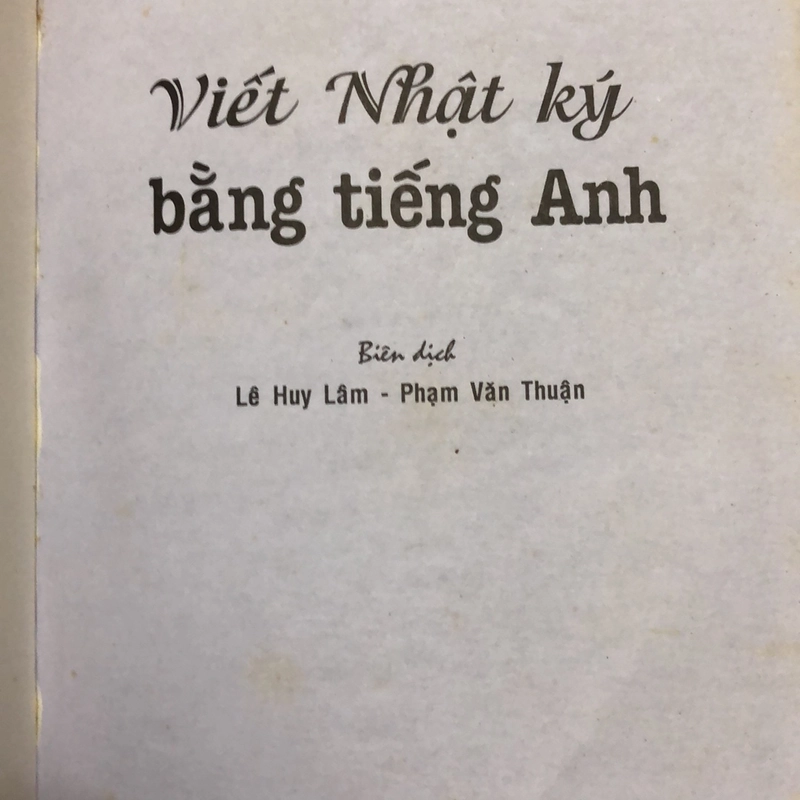 Viết Nhật ký
bằng tiếng Anh
Biên dịch
Lê Huy Lâm - Phạm Văn Thuận